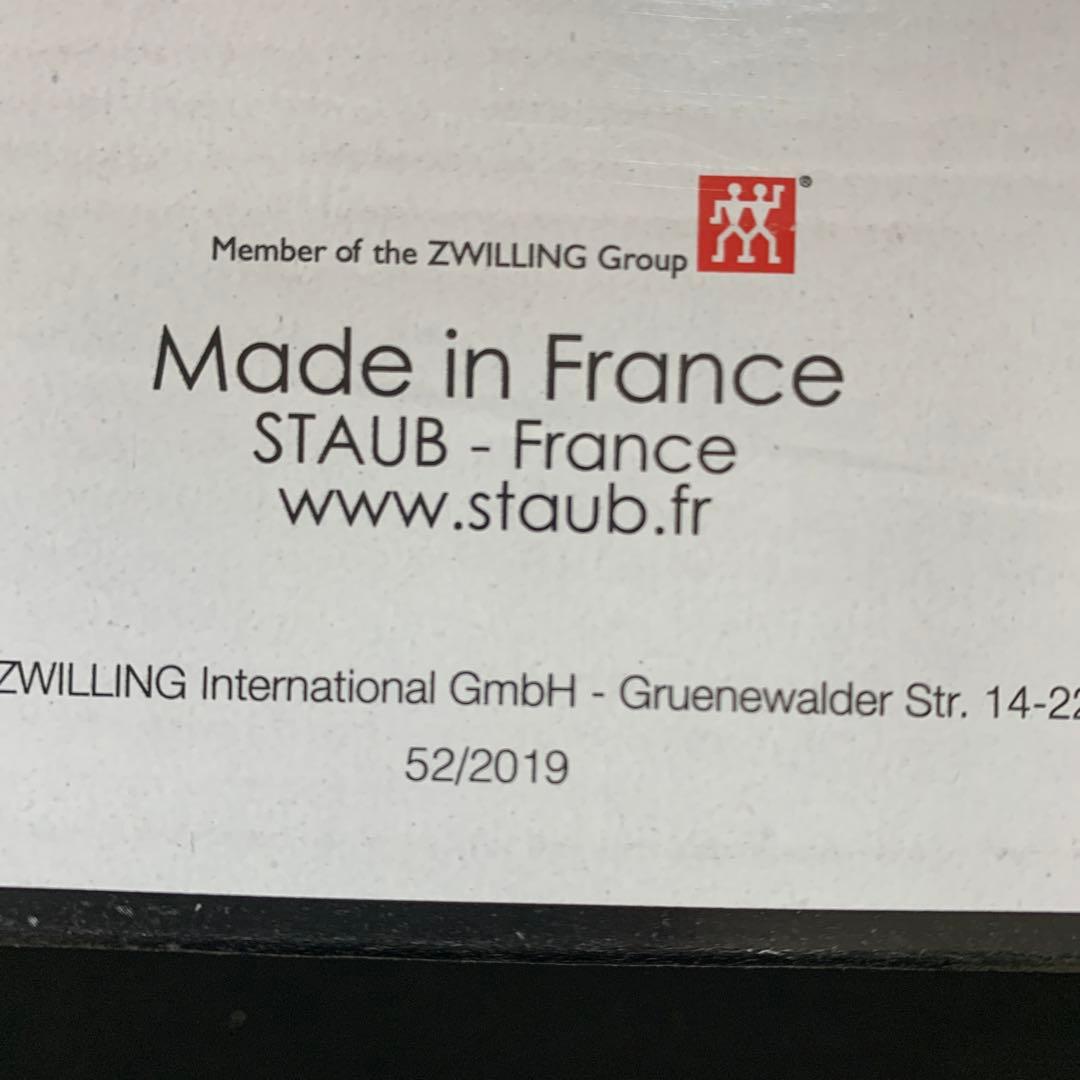 Member of the ZWILLING Group ®
Made in France
STAUB - France
www.staub.fr
ZWILLING International GmbH - Gruenewalder Str. 14-22
52/2019